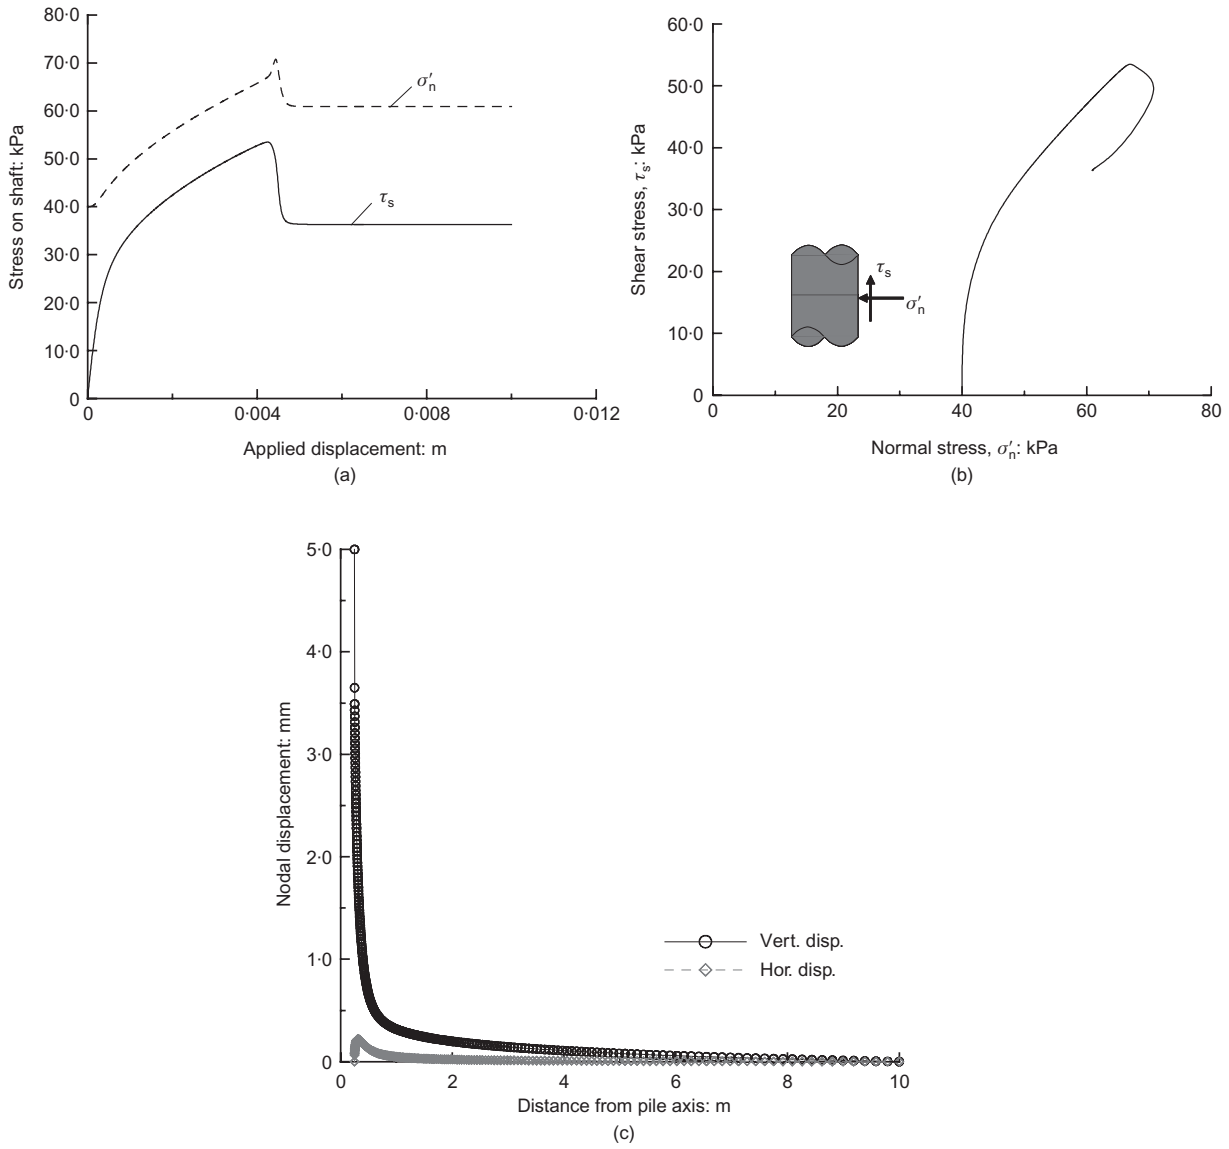 80·0
70·0
60·0
50·0
40·0
30·0
20·0
10·0
0
Stress on shaft: kPa
σ′n
τs
0 0·004 0·008 0·012
Applied displacement: m
(a)
60·0
50·0
40·0
30·0
20·0
10·0
0
Shear stress, τs: kPa
τs
σ′n
0 20 40 60 80
Normal stress, σ′n: kPa
(b)
5·0
4·0
3·0
2·0
1·0
0
Nodal displacement: mm
Vert. disp.
Hor. disp.
0 2 4 6 8 10
Distance from pile axis: m
(c)